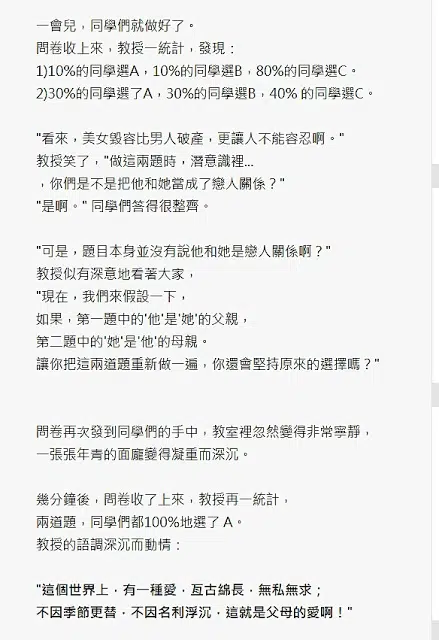 一會兒，同學們就做好了。
問卷收上來，教授一統計，發現：
1)10%的同學選A，10%的同學選B，80%的同學選C。
2)30%的同學選了A，30%的同學選B，40% 的同學選C。
"看來，美女毀容比男人破產，更讓人不能容忍啊。"
教授笑了，"做這兩題時，潛意識裡...
，你們是不是把他和她當成了戀人關係？"
"是啊。" 同學們答得很整齊。
"可是，題目本身並沒有說他和她是戀人關係啊？"
教授似有深意地看著大家，
"現在，我們來假設一下，
如果，第一題中的'他'是'她'的父親，
第二題中的'她'是'他'的母親。
讓你把這兩道題重新做一遍，你還會堅持原來的選擇嗎？"
問卷再次發到同學們的手中，教室裡忽然變得非常寧靜，
一張張年青的面龐變得凝重而深沉。
幾分鐘後，問卷收了上來，教授再一統計，
兩道題，同學們都100%地選了 A。
教授的語調深沉而動情：
"這個世界上，有一種愛，亙古綿長，無私無求；
不因季節更替，不因名利浮沉，這就是父母的愛啊！"